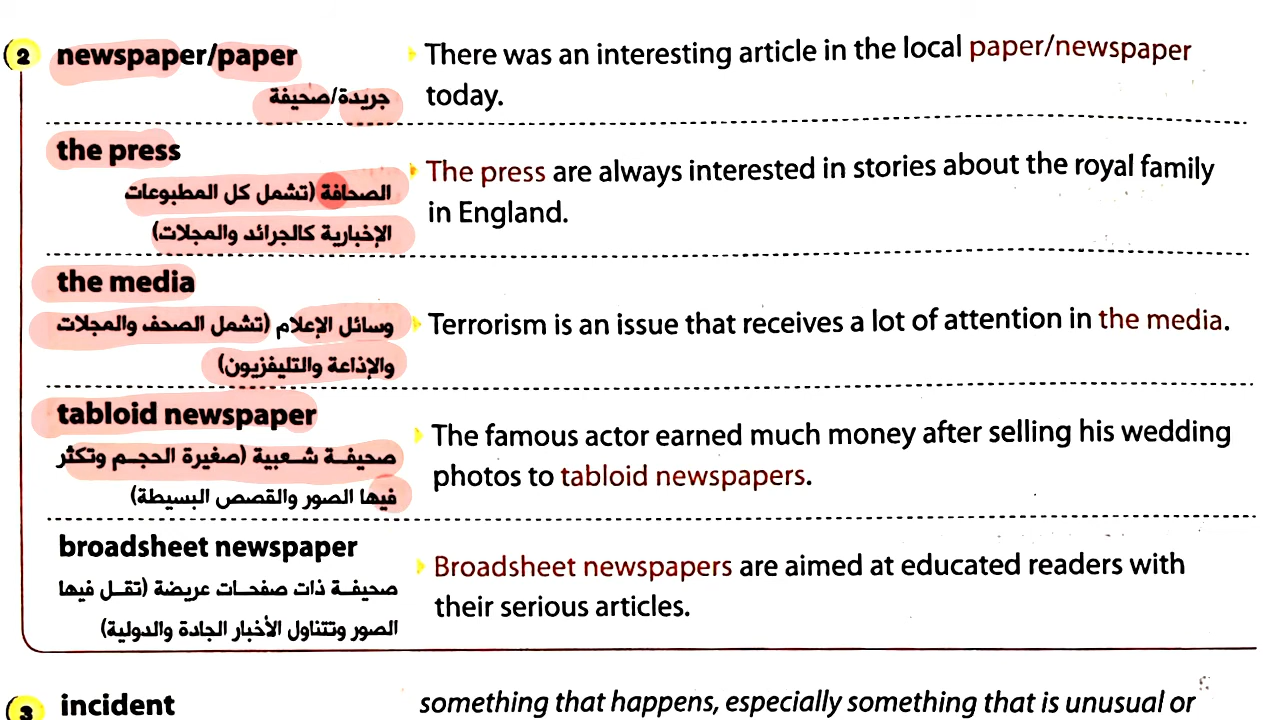 2 newspaper/paper
جريدة/صحيفة
There was an interesting article in the local paper/newspaper
today.
the press
الصحافة (تشمل كل المطبوعات
الإخبارية كالجرائد والمجلات)
The press are always interested in stories about the royal family
in England.
the media
وسائل الإعلام (تشمل الصحف والمجلات
والإذاعة والتليفزيون)
Terrorism is an issue that receives a lot of attention in the media.
tabloid newspaper
صحيفة شعبية (صغيرة الحجم وتكثر
فيها الصور والقصص البسيطة)
The famous actor earned much money after selling his wedding
photos to tabloid newspapers.
broadsheet newspaper
صحيفة ذات صفحات عريضة (تقل فيها
الصور وتتناول الأخبار الجادة والدولية)
Broadsheet newspapers are aimed at educated readers with
their serious articles.
3 incident
something that happens, especially something that is unusual or